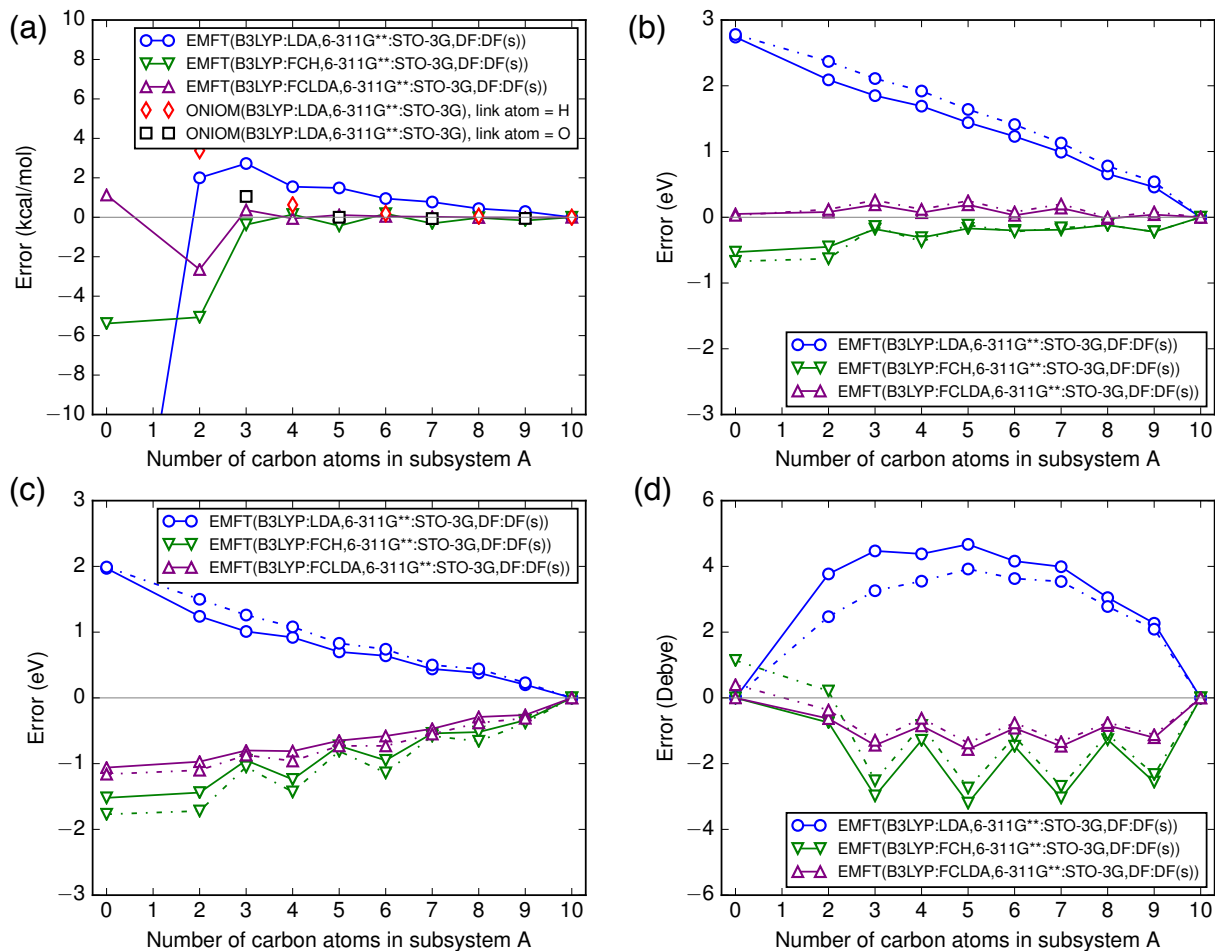 (a)
10
8
6
4
2
0
−2
−4
−6
−8
−10
Error (kcal/mol)
EMFT(B3LYP:LDA,6-311G**:STO-3G,DF:DF(s))
EMFT(B3LYP:FCH,6-311G**:STO-3G,DF:DF(s))
EMFT(B3LYP:FCLDA,6-311G**:STO-3G,DF:DF(s))
ONIOM(B3LYP:LDA,6-311G**:STO-3G), link atom = H
ONIOM(B3LYP:LDA,6-311G**:STO-3G), link atom = O
0 1 2 3 4 5 6 7 8 9 10
Number of carbon atoms in subsystem A
(b)
3
2
1
0
−1
−2
−3
Error (eV)
EMFT(B3LYP:LDA,6-311G**:STO-3G,DF:DF(s))
EMFT(B3LYP:FCH,6-311G**:STO-3G,DF:DF(s))
EMFT(B3LYP:FCLDA,6-311G**:STO-3G,DF:DF(s))
0 1 2 3 4 5 6 7 8 9 10
Number of carbon atoms in subsystem A
(c)
3
2
1
0
−1
−2
−3
Error (eV)
EMFT(B3LYP:LDA,6-311G**:STO-3G,DF:DF(s))
EMFT(B3LYP:FCH,6-311G**:STO-3G,DF:DF(s))
EMFT(B3LYP:FCLDA,6-311G**:STO-3G,DF:DF(s))
0 1 2 3 4 5 6 7 8 9 10
Number of carbon atoms in subsystem A
(d)
6
4
2
0
−2
−4
−6
Error (Debye)
EMFT(B3LYP:LDA,6-311G**:STO-3G,DF:DF(s))
EMFT(B3LYP:FCH,6-311G**:STO-3G,DF:DF(s))
EMFT(B3LYP:FCLDA,6-311G**:STO-3G,DF:DF(s))
0 1 2 3 4 5 6 7 8 9 10
Number of carbon atoms in subsystem A